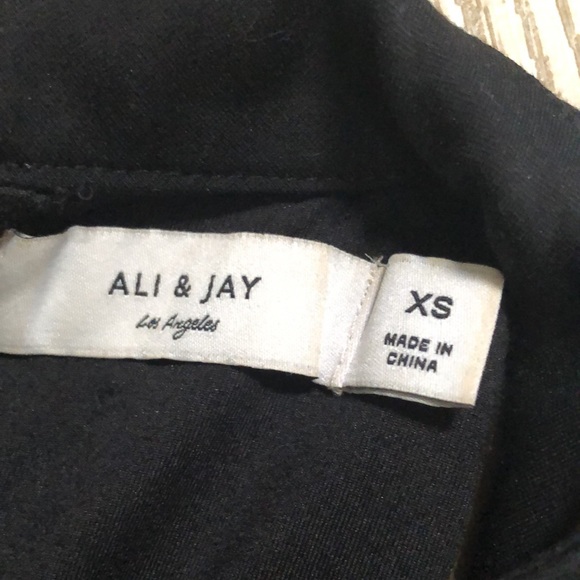 ALI & JAY
Los Angeles
XS
MADE IN
CHINA